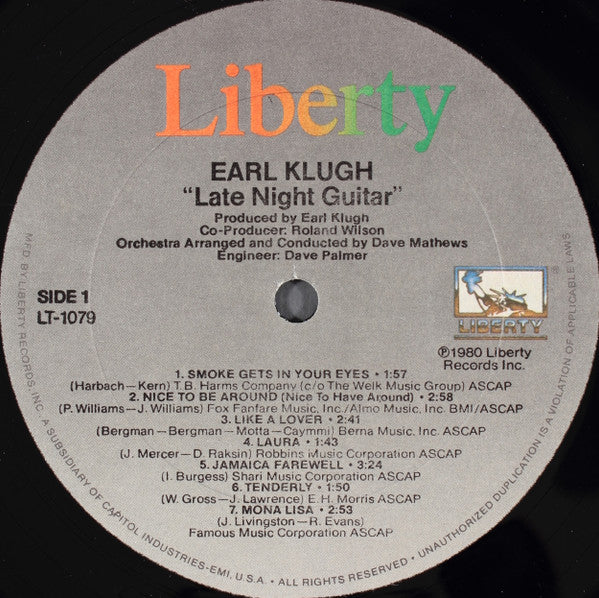 Liberty
EARL KLUGH
"Late Night Guitar"
Produced by Earl Klugh
Co-Producer: Roland Wilson
Orchestra Arranged and Conducted by Dave Mathews
Engineer: Dave Palmer
SIDE 1
LT-1079
LIBERTY
®
℗1980 Liberty
Records Inc.
1. SMOKE GETS IN YOUR EYES • 1:57
(Harbach—Kern) T.B. Harms Company (c/o The Welk Music Group) ASCAP
2. NICE TO BE AROUND (Nice To Have Around) • 2:58
(P. Williams—J. Williams) Fox Fanfare Music, Inc./Almo Music, Inc. BMI/ASCAP
3. LIKE A LOVER • 2:41
(Bergman—Bergman—Motta—Caymmi) Berna Music, Inc. ASCAP
4. LAURA • 1:43
(J. Mercer—D. Raksin) Robbins Music Corporation ASCAP
5. JAMAICA FAREWELL • 3:24
(I. Burgess) Shari Music Corporation ASCAP
6. TENDERLY • 1:50
(W. Gross—J. Lawrence) E.H. Morris ASCAP
7. MONA LISA • 2:53
(J. Livingston—R. Evans)
Famous Music Corporation ASCAP
MFD. BY LIBERTY RECORDS, INC. A SUBSIDIARY OF CAPITOL INDUSTRIES-EMI, U.S.A. • ALL RIGHTS RESERVED • UNAUTHORIZED DUPLICATION IS A VIOLATION OF APPLICABLE LAWS.